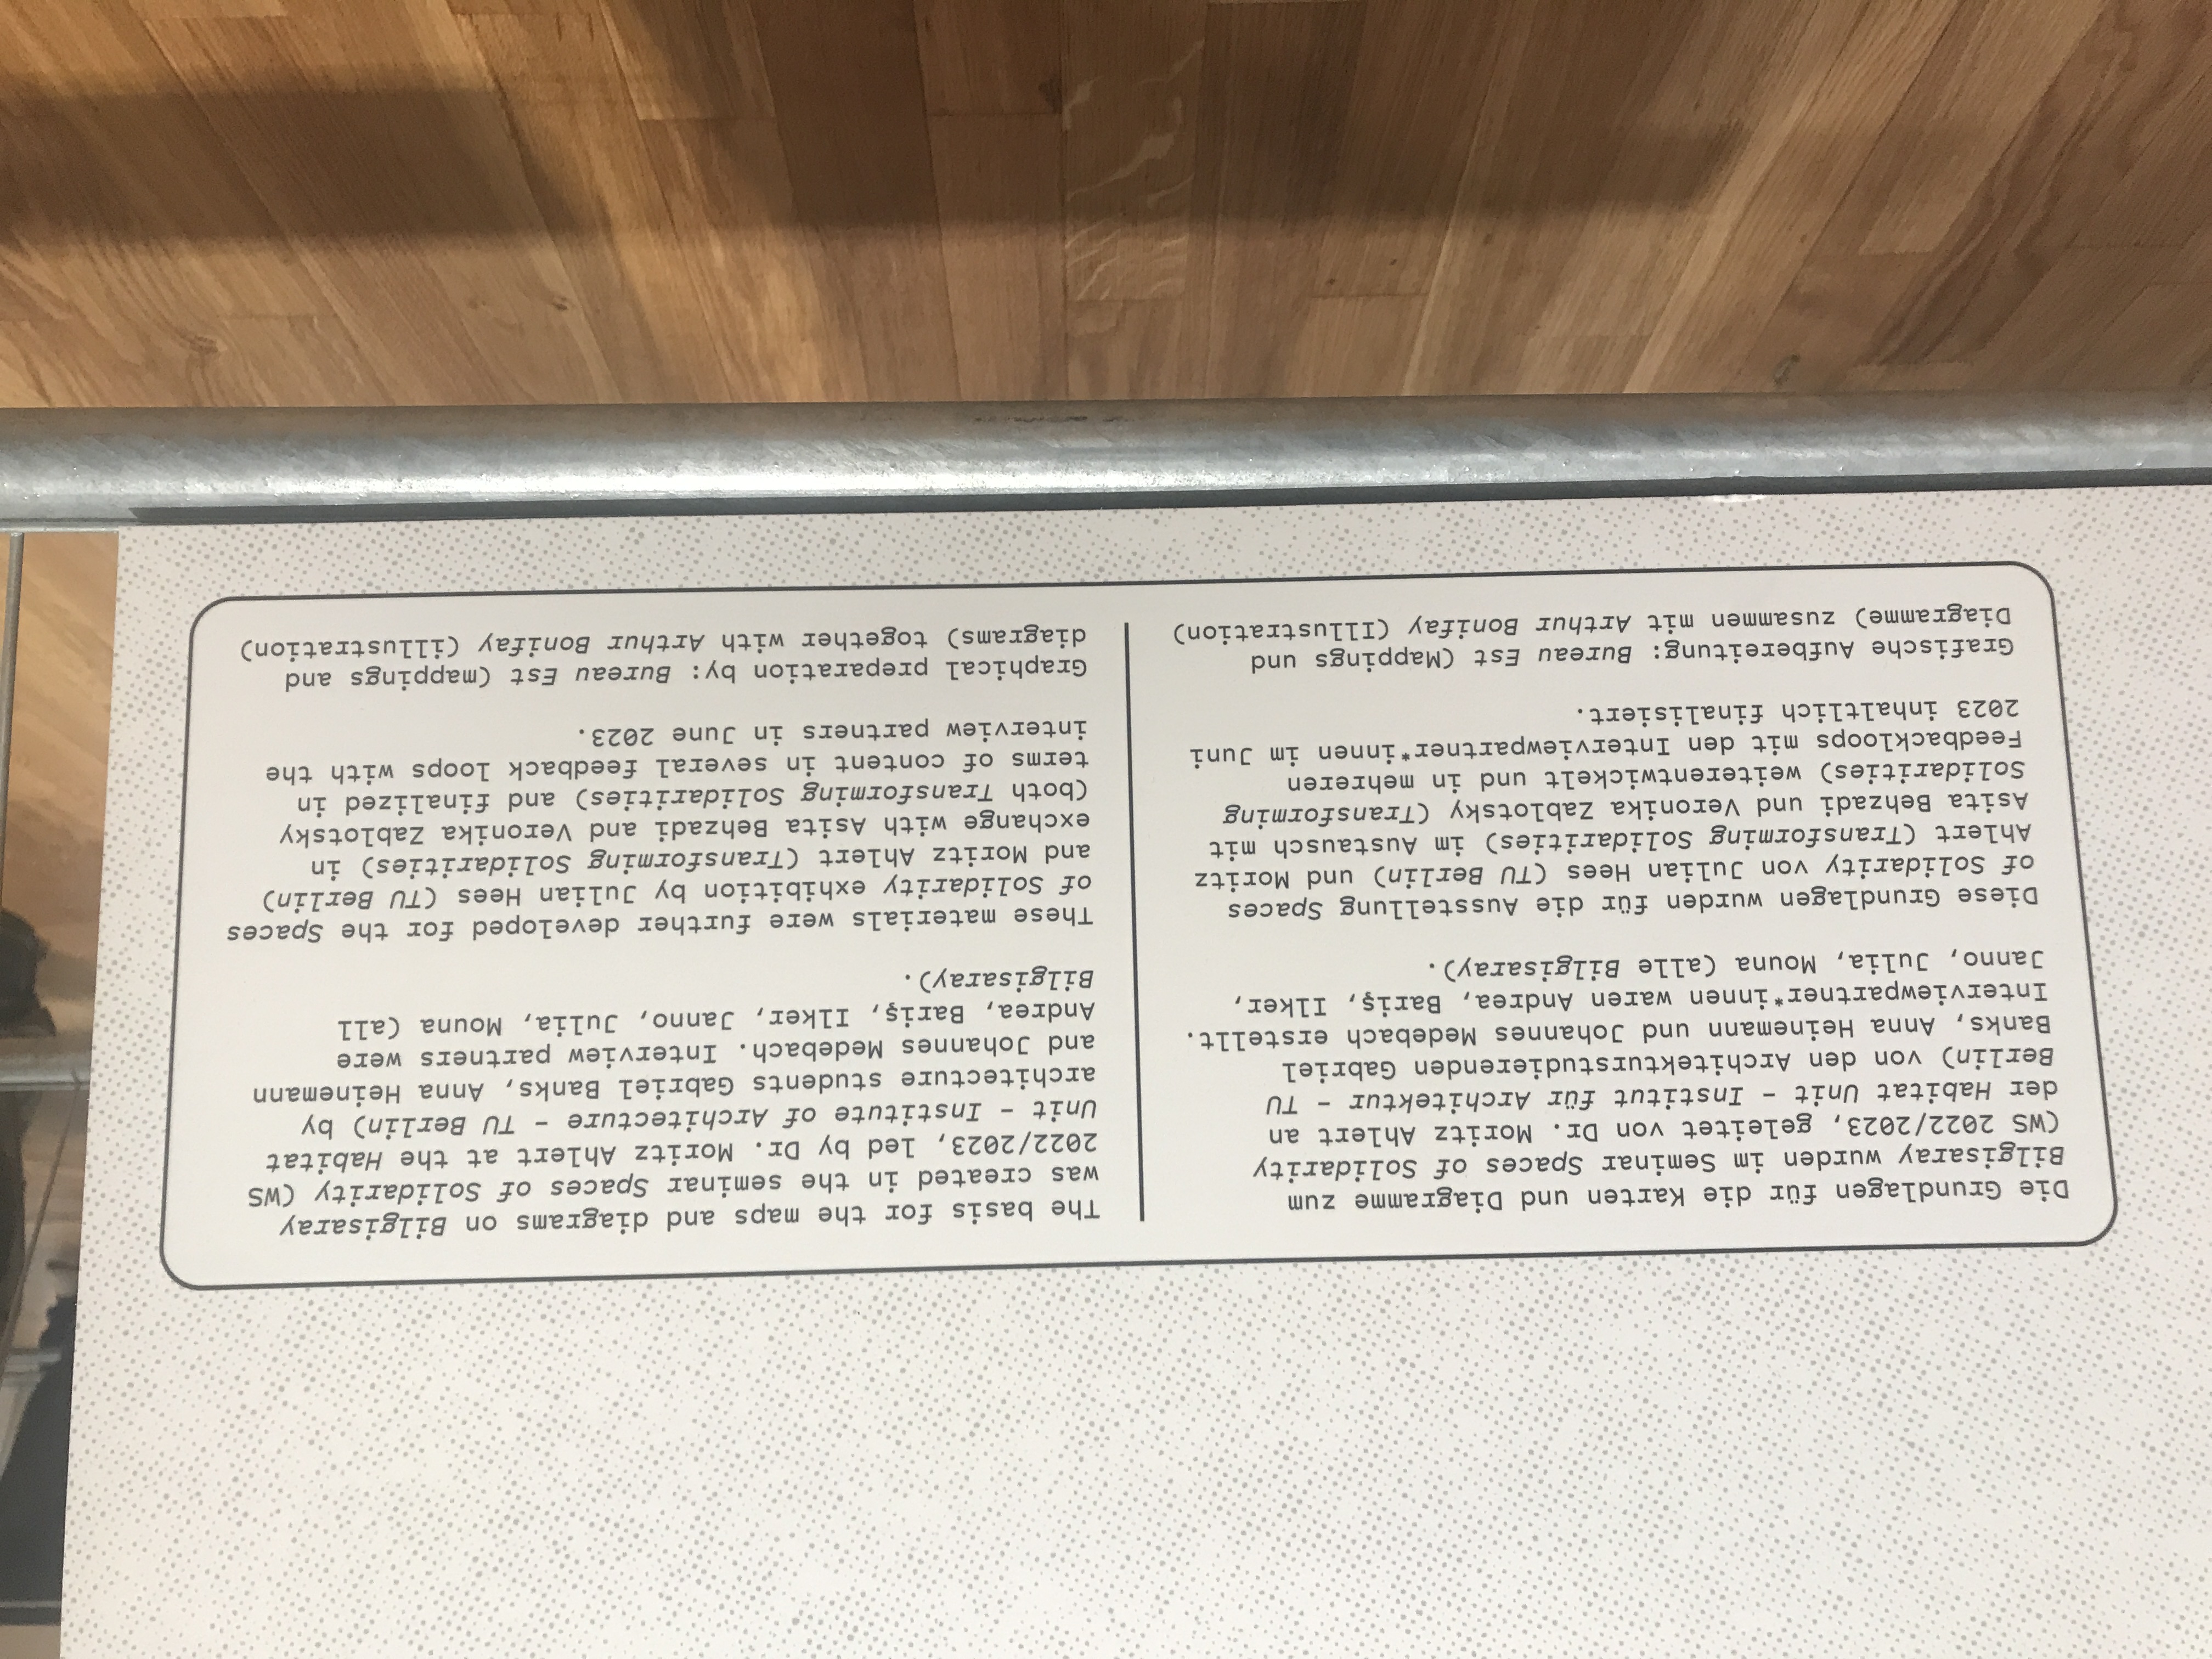 Die Grundlagen für die Karten und Diagramme zum
Bilgisaray wurden im Seminar Spaces of Solidarity
(WS 2022/2023, geleitet von Dr. Moritz Ahlert an
der Habitat Unit – Institut für Architektur – TU
Berlin) von den Architekturstudierenden Gabriel
Banks, Anna Heinemann und Johannes Medebach erstellt.
Interviewpartner*innen waren Andrea, Bariş, Ilker,
Janno, Julia, Mouna (alle Bilgisaray).
Diese Grundlagen wurden für die Ausstellung Spaces
of Solidarity von Julian Hees (TU Berlin) und Moritz
Ahlert (Transforming Solidarities) im Austausch mit
Asita Behzadi und Veronika Zablotsky (Transforming
Solidarities) weiterentwickelt und in mehreren
Feedbackloops mit den Interviewpartner*innen im Juni
2023 inhaltlich finalisiert.
Grafische Aufbereitung: Bureau Est (Mappings und
Diagramme) zusammen mit Arthur Bonifay (Illustration)
The basis for the maps and diagrams on Bilgisaray
was created in the seminar Spaces of Solidarity (WS
2022/2023, led by Dr. Moritz Ahlert at the Habitat
Unit – Institute of Architecture – TU Berlin) by
architecture students Gabriel Banks, Anna Heinemann
and Johannes Medebach. Interview partners were
Andrea, Bariş, Ilker, Janno, Julia, Mouna (all
Bilgisaray).
These materials were further developed for the Spaces
of Solidarity exhibition by Julian Hees (TU Berlin)
and Moritz Ahlert (Transforming Solidarities) in
exchange with Asita Behzadi and Veronika Zablotsky
(both Transforming Solidarities) and finalized in
terms of content in several feedback loops with the
interview partners in June 2023.
Graphical preparation by: Bureau Est (mappings and
diagrams) together with Arthur Bonifay (illustration)